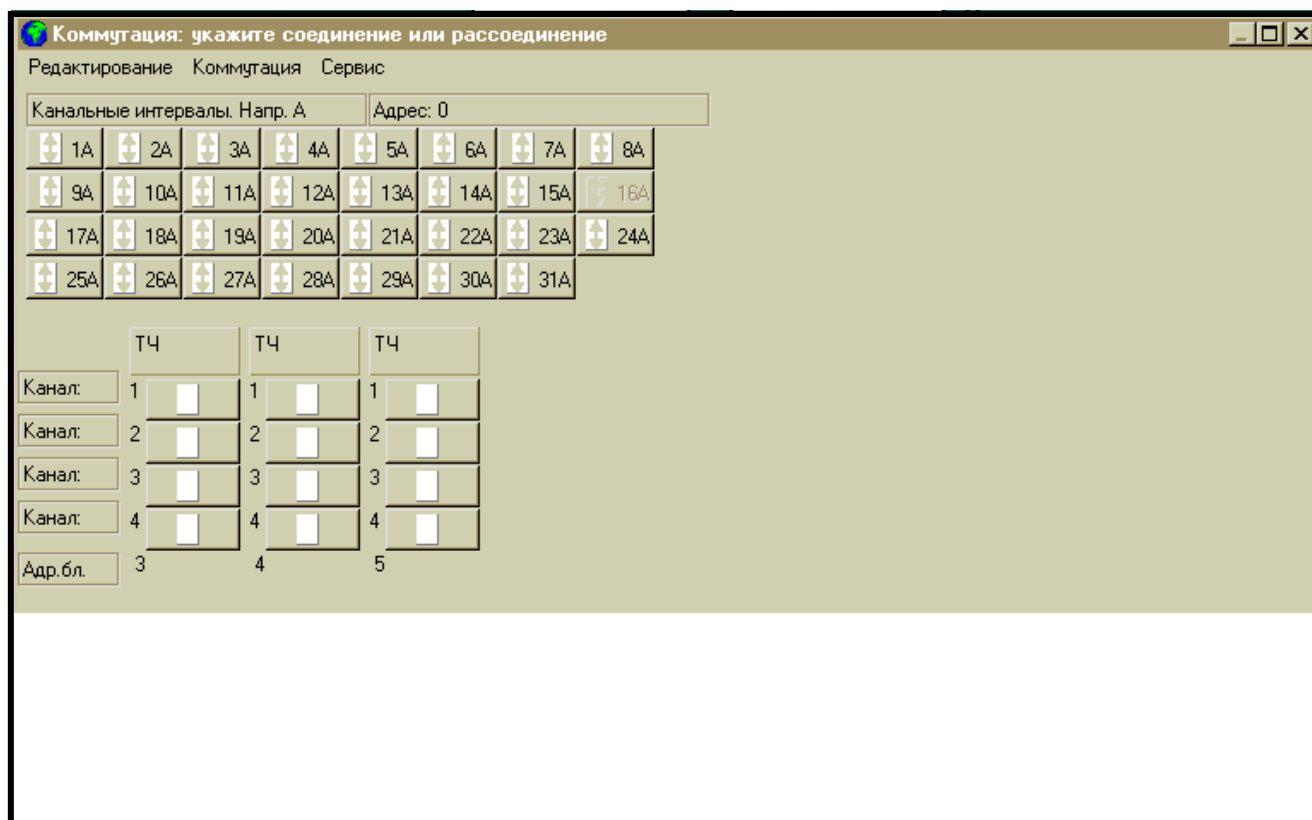 Коммутация: укажите соединение или рассоединение
Редактирование Коммутация Сервис
Канальные интервалы. Напр. А Адрес: 0
1А 2А 3А 4А 5А 6А 7А 8А
9А 10А 11А 12А 13А 14А 15А 16А
17А 18А 19А 20А 21А 22А 23А 24А
25А 26А 27А 28А 29А 30А 31А
ТЧ ТЧ ТЧ
Канал: 1 1 1
Канал: 2 2 2
Канал: 3 3 3
Канал: 4 4 4
Адр.бл. 3 4 5